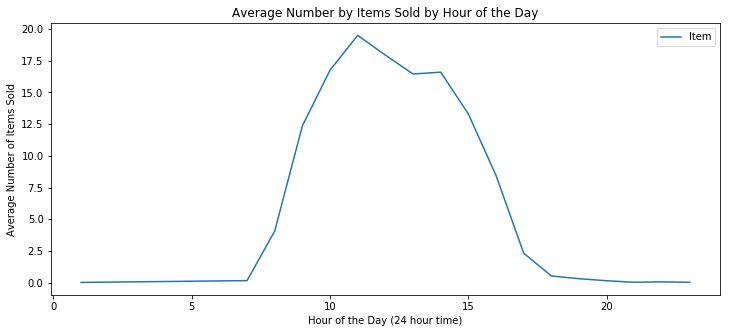 Average Number by Items Sold by Hour of the Day
Item
Average Number of Items Sold
20.0
17.5
15.0
12.5
10.0
7.5
5.0
2.5
0.0
0 5 10 15 20
Hour of the Day (24 hour time)